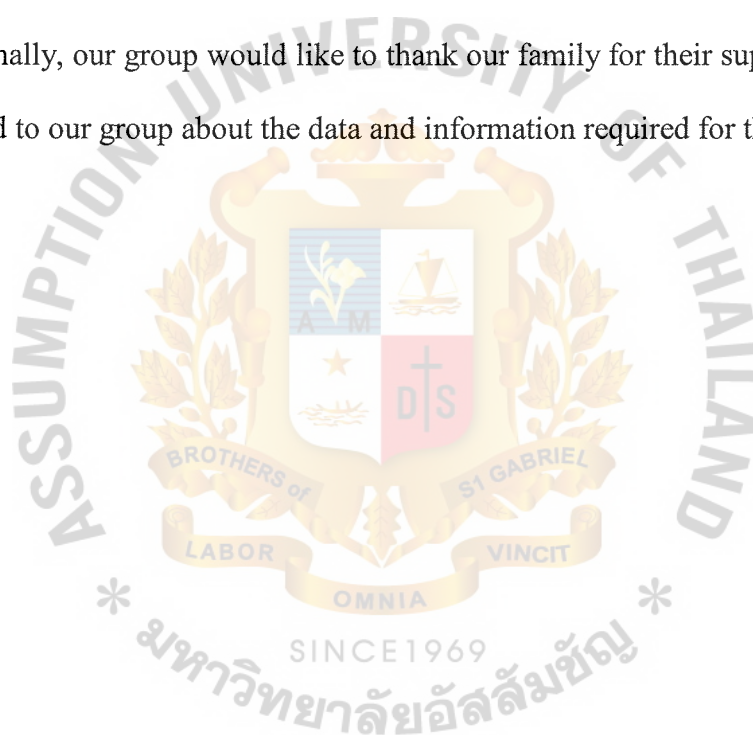 nally, our group would like to thank our family for their sup
d to our group about the data and information required for t
ASSUMPTION UNIVERSITY OF THAILAND
A M
D S
BROTHERS of St GABRIEL
LABOR
OMNIA
VINCIT
* *
SINCE1969
มหาวิทยาลัยอัสสัมชัญ